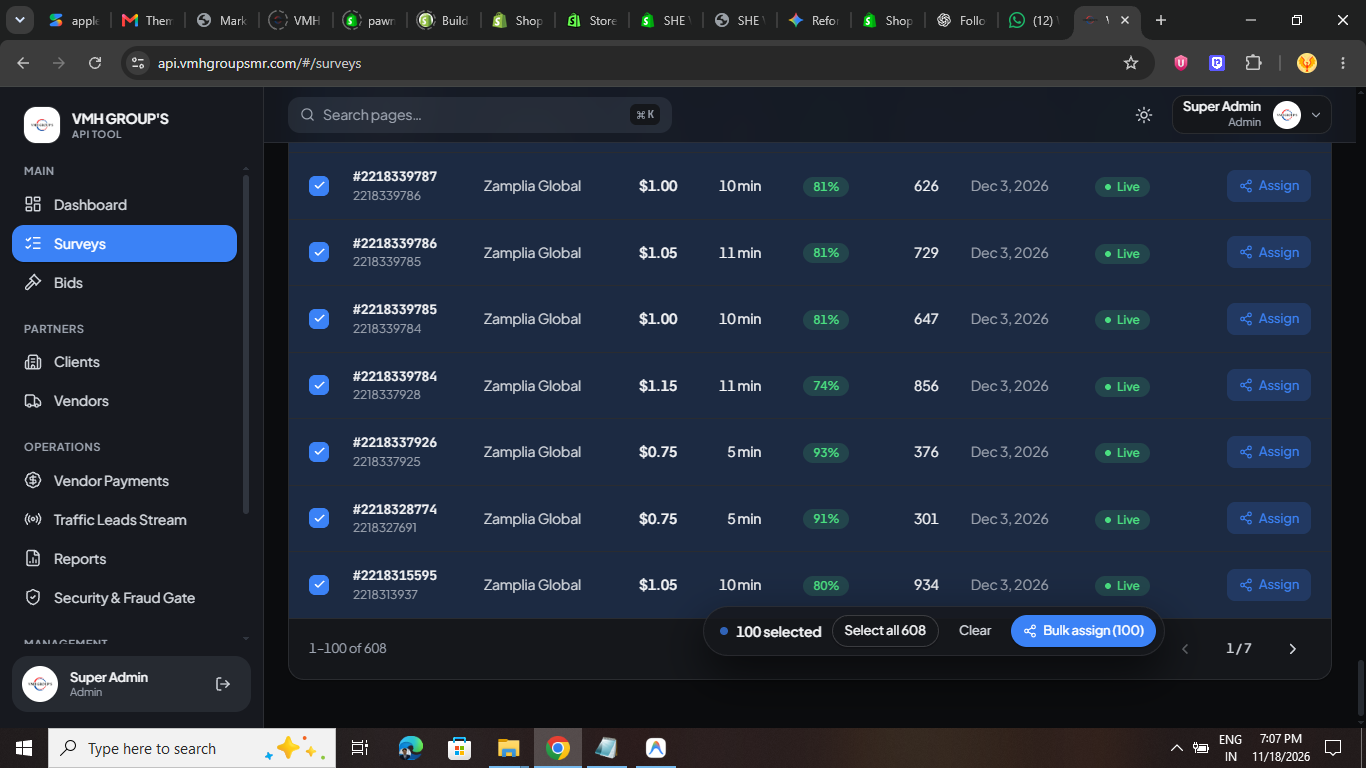 apple
Them
Mark
VMH
pawn
Build
Shop
Store
SHE
SHE
Refor
Shop
Follo
(12)
api.vmhgroupsmr.com/#/surveys
VMH GROUP'S
API TOOL
Search pages...
⌘ K
Super Admin
Admin
MAIN
Dashboard
Surveys
Bids
PARTNERS
Clients
Vendors
OPERATIONS
Vendor Payments
Traffic Leads Stream
Reports
Security & Fraud Gate
MANAGEMENT
Super Admin
Admin
#2218339787 Zamplia Global $1.00 10 min 81% 626 Dec 3, 2026 Live Assign
2218339786
#2218339786 Zamplia Global $1.05 11 min 81% 729 Dec 3, 2026 Live Assign
2218339785
#2218339785 Zamplia Global $1.00 10 min 81% 647 Dec 3, 2026 Live Assign
2218339784
#2218339784 Zamplia Global $1.15 11 min 74% 856 Dec 3, 2026 Live Assign
2218337928
#2218337926 Zamplia Global $0.75 5 min 93% 376 Dec 3, 2026 Live Assign
2218337925
#2218328774 Zamplia Global $0.75 5 min 91% 301 Dec 3, 2026 Live Assign
2218327691
#2218315595 Zamplia Global $1.05 10 min 80% 934 Dec 3, 2026 Live Assign
2218313937
1–100 of 608
100 selected Select all 608 Clear Bulk assign (100)
1/7
Type here to search
ENG
IN
7:07 PM
11/18/2026